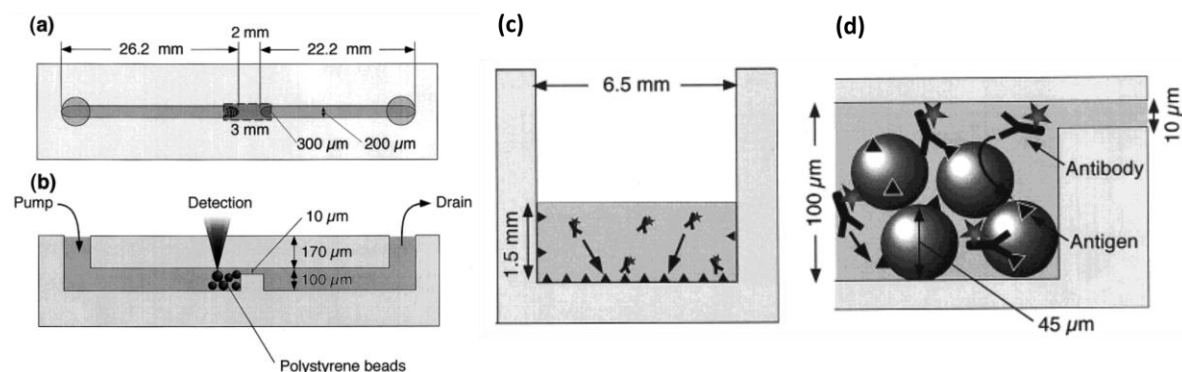 (a)
2 mm
26.2 mm
22.2 mm
3 mm
300 µm
200 µm
(b)
Pump
Detection
10 µm
Drain
170 µm
100 µm
Polystyrene beads
(c)
6.5 mm
1.5 mm
(d)
100 µm
10 µm
Antibody
Antigen
45 µm